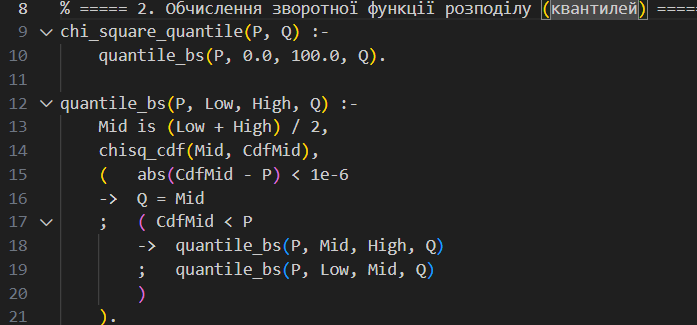 8 % ===== 2. Обчислення зворотної функції розподілу (квантилей) =====
9 chi_square_quantile(P, Q) :-
10 quantile_bs(P, 0.0, 100.0, Q).
11
12 quantile_bs(P, Low, High, Q) :-
13 Mid is (Low + High) / 2,
14 chisq_cdf(Mid, CdfMid),
15 ( abs(CdfMid - P) < 1e-6
16 -> Q = Mid
17 ; ( CdfMid < P
18 -> quantile_bs(P, Mid, High, Q)
19 ; quantile_bs(P, Low, Mid, Q)
20 )
21 ).